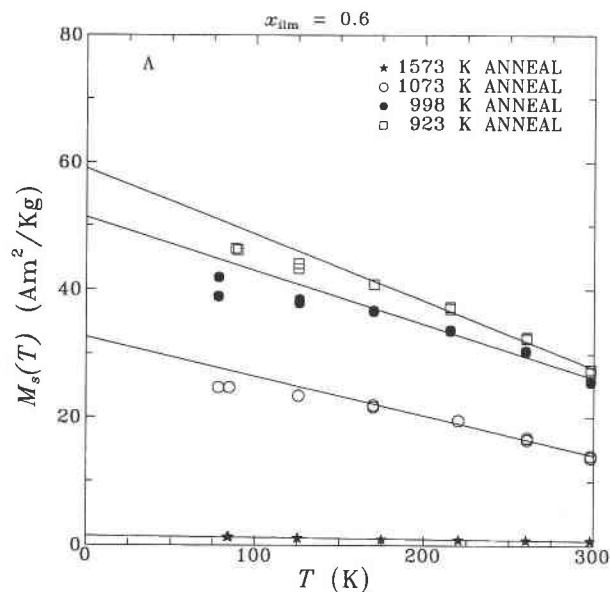 x_ilm = 0.6
80
Λ
★ 1573 K ANNEAL
○ 1073 K ANNEAL
● 998 K ANNEAL
□ 923 K ANNEAL
60
40
20
0
M_s(T) (Am²/Kg)
0 100 200 300
T (K)